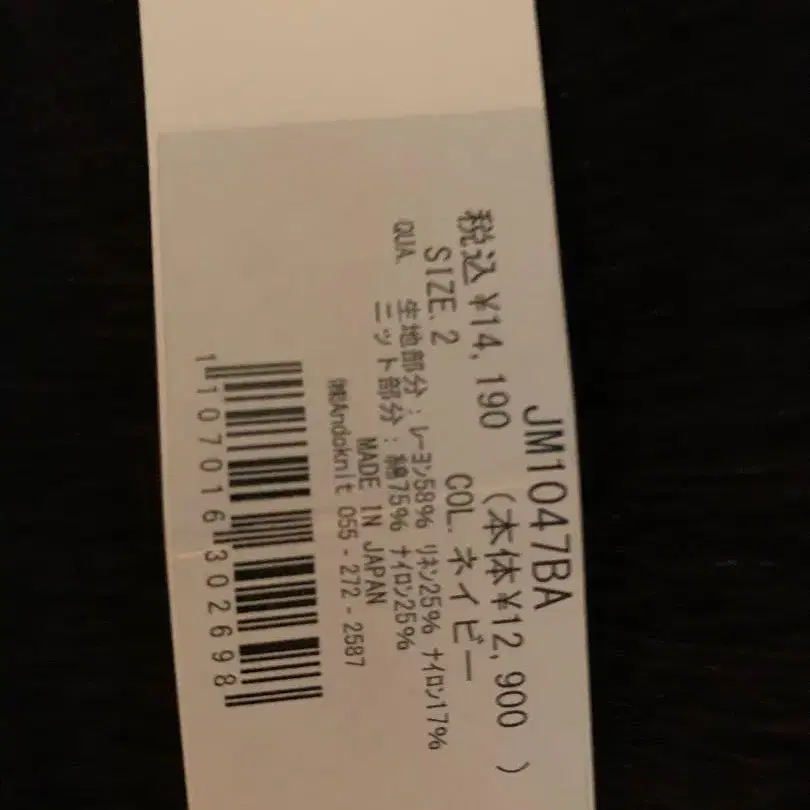 JM1047BA
税込¥14,190 (本体¥12,900 )
SIZE.2 COL.ネイビー
QUA. 生地部分:レーヨン58% リネン25% ナイロン17%
ニット部分:綿75% ナイロン25%
MADE IN JAPAN
㈱Andoknit 055-272-2587
1107016302698